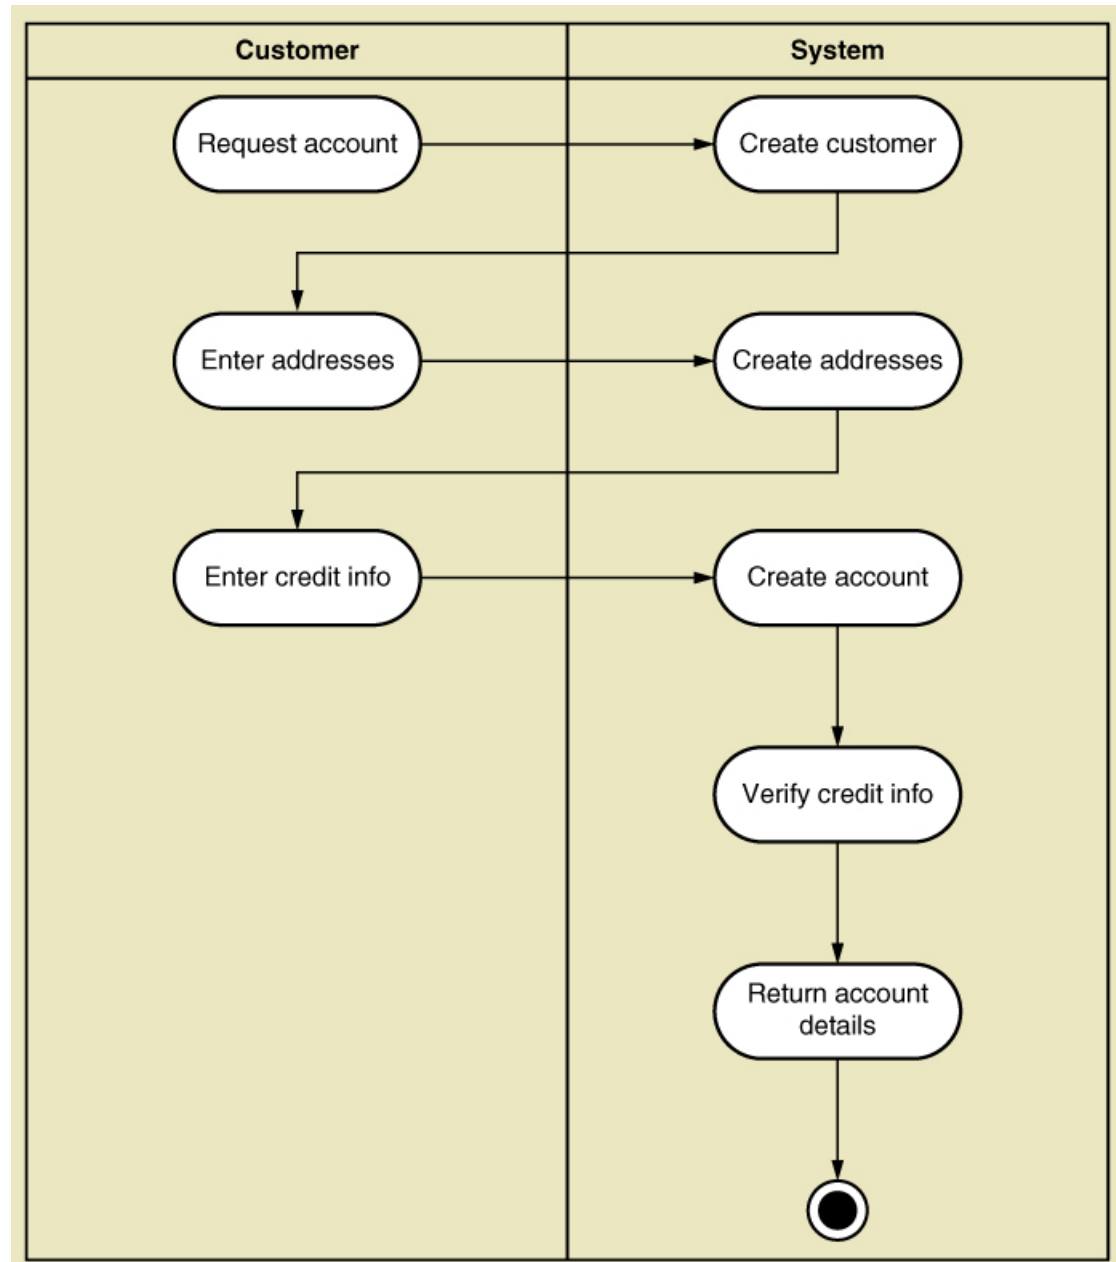 Customer
System
Request account
Create customer
Enter addresses
Create addresses
Enter credit info
Create account
Verify credit info
Return account
details